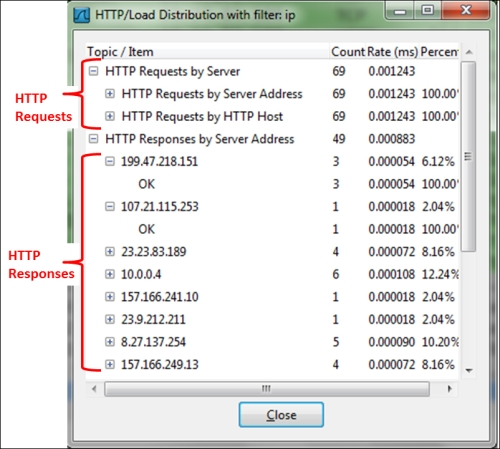 HTTP/Load Distribution with filter: ip
Topic / Item Count Rate (ms) Percen
HTTP Requests by Server 69 0.001243
HTTP Requests by Server Address 69 0.001243 100.00
HTTP Requests by HTTP Host 69 0.001243 100.00
HTTP Responses by Server Address 49 0.000883
199.47.218.151 3 0.000054 6.12%
OK 3 0.000054 100.00
107.21.115.253 1 0.000018 2.04%
OK 1 0.000018 100.00
23.23.83.189 4 0.000072 8.16%
10.0.0.4 6 0.000108 12.24%
157.166.241.10 1 0.000018 2.04%
23.9.212.211 1 0.000018 2.04%
8.27.137.254 5 0.000090 10.20%
157.166.249.13 4 0.000072 8.16%
Close
HTTP
Requests
HTTP
Responses